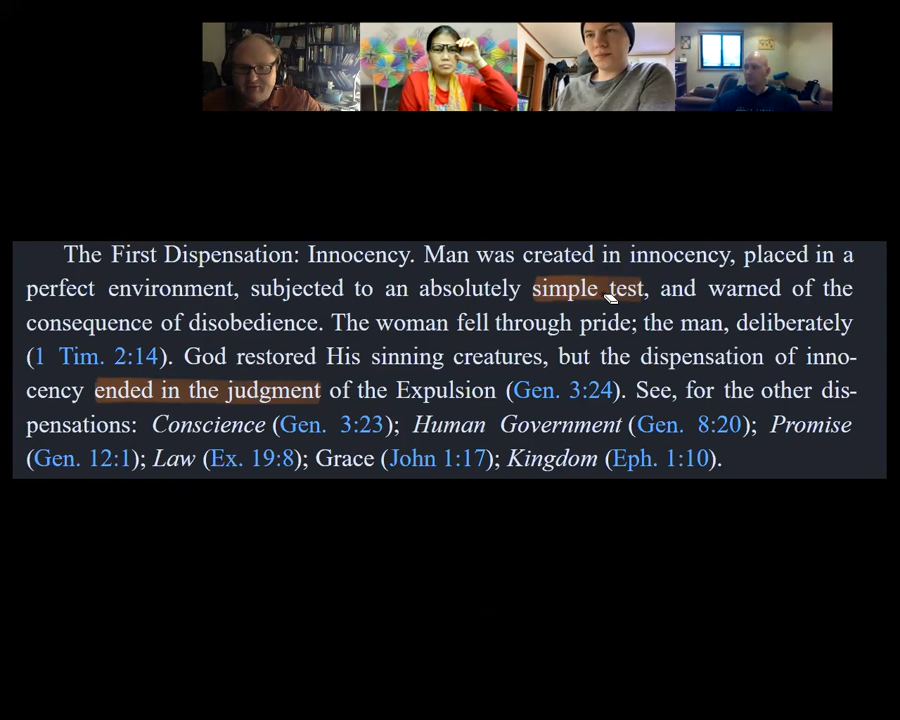 The First Dispensation: Innocency. Man was created in innocency, placed in a
perfect environment, subjected to an absolutely simple test, and warned of the
consequence of disobedience. The woman fell through pride; the man, deliberately
(1 Tim. 2:14). God restored His sinning creatures, but the dispensation of inno-
cency ended in the judgment of the Expulsion (Gen. 3:24). See, for the other dis-
pensations: Conscience (Gen. 3:23); Human Government (Gen. 8:20); Promise
(Gen. 12:1); Law (Ex. 19:8); Grace (John 1:17); Kingdom (Eph. 1:10).